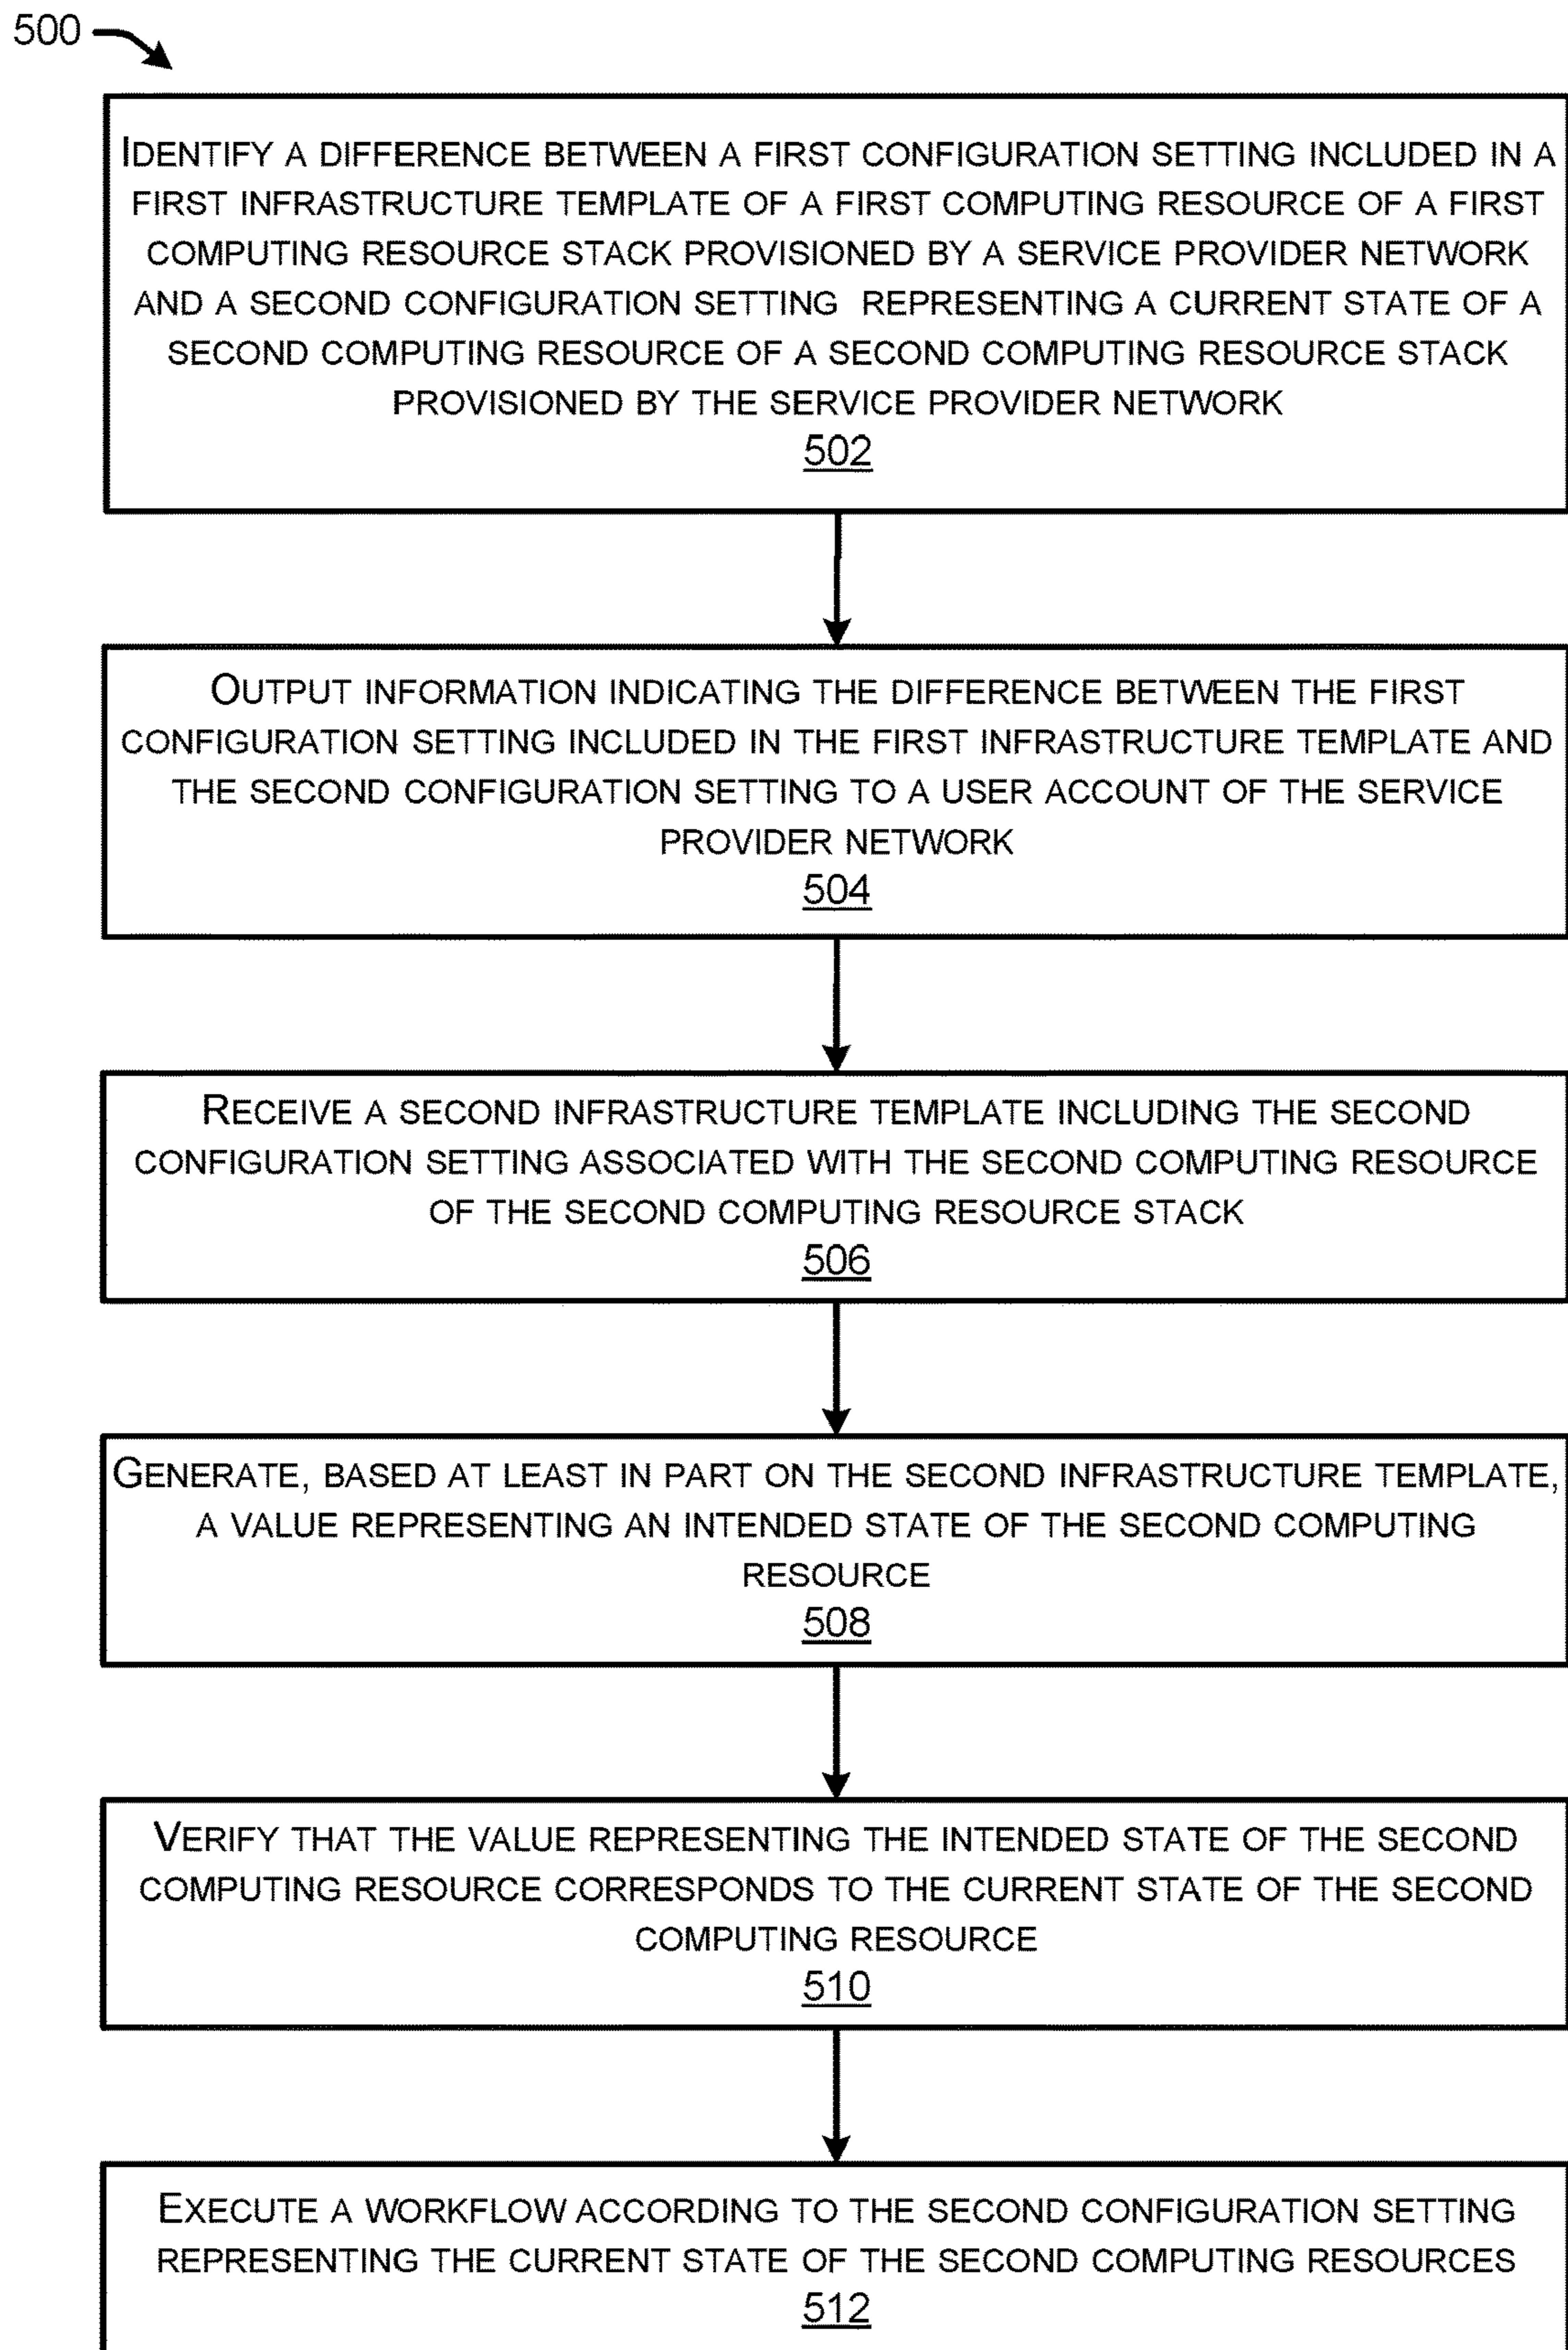 500
IDENTIFY A DIFFERENCE BETWEEN A FIRST CONFIGURATION SETTING INCLUDED IN A
FIRST INFRASTRUCTURE TEMPLATE OF A FIRST COMPUTING RESOURCE OF A FIRST
COMPUTING RESOURCE STACK PROVISIONED BY A SERVICE PROVIDER NETWORK
AND A SECOND CONFIGURATION SETTING REPRESENTING A CURRENT STATE OF A
SECOND COMPUTING RESOURCE OF A SECOND COMPUTING RESOURCE STACK
PROVISIONED BY THE SERVICE PROVIDER NETWORK
502
OUTPUT INFORMATION INDICATING THE DIFFERENCE BETWEEN THE FIRST
CONFIGURATION SETTING INCLUDED IN THE FIRST INFRASTRUCTURE TEMPLATE AND
THE SECOND CONFIGURATION SETTING TO A USER ACCOUNT OF THE SERVICE
PROVIDER NETWORK
504
RECEIVE A SECOND INFRASTRUCTURE TEMPLATE INCLUDING THE SECOND
CONFIGURATION SETTING ASSOCIATED WITH THE SECOND COMPUTING RESOURCE
OF THE SECOND COMPUTING RESOURCE STACK
506
GENERATE, BASED AT LEAST IN PART ON THE SECOND INFRASTRUCTURE TEMPLATE,
A VALUE REPRESENTING AN INTENDED STATE OF THE SECOND COMPUTING
RESOURCE
508
VERIFY THAT THE VALUE REPRESENTING THE INTENDED STATE OF THE SECOND
COMPUTING RESOURCE CORRESPONDS TO THE CURRENT STATE OF THE SECOND
COMPUTING RESOURCE
510
EXECUTE A WORKFLOW ACCORDING TO THE SECOND CONFIGURATION SETTING
REPRESENTING THE CURRENT STATE OF THE SECOND COMPUTING RESOURCES
512